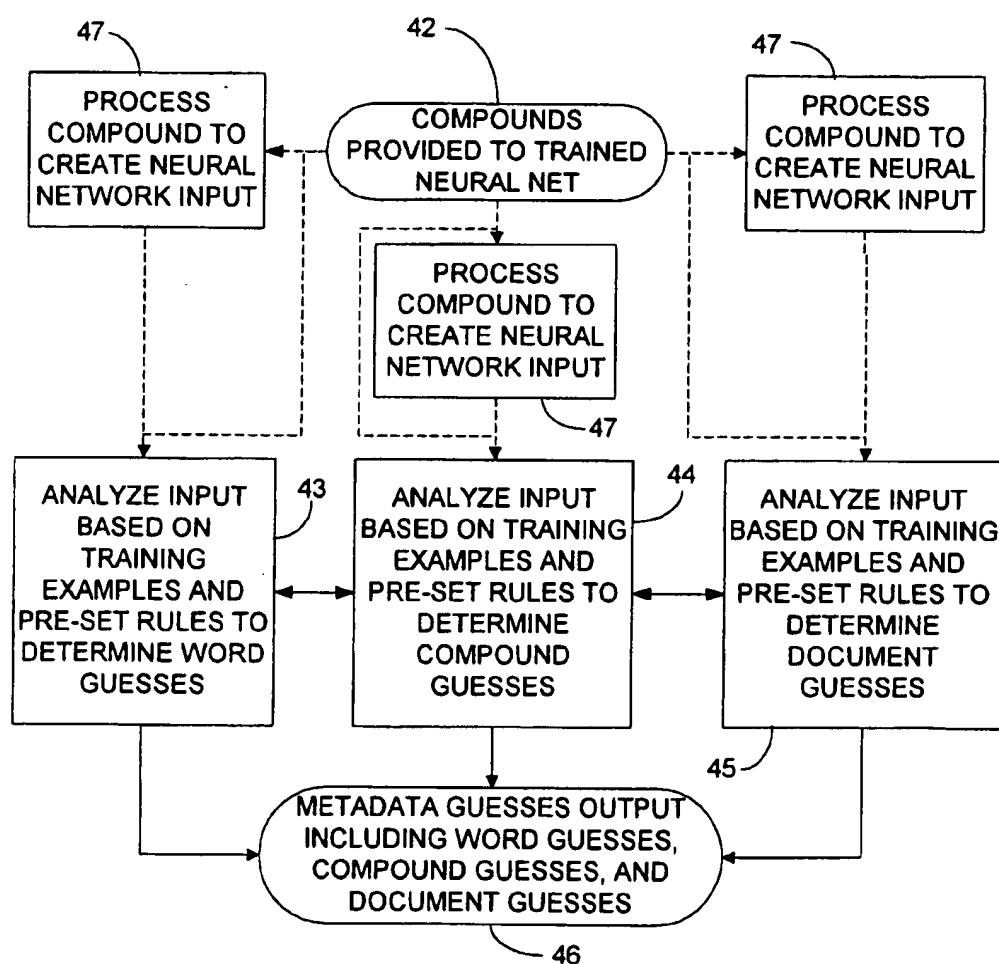 47
42
47
PROCESS
COMPOUND TO
CREATE NEURAL
NETWORK INPUT
COMPOUNDS
PROVIDED TO TRAINED
NEURAL NET
PROCESS
COMPOUND TO
CREATE NEURAL
NETWORK INPUT
PROCESS
COMPOUND TO
CREATE NEURAL
NETWORK INPUT
47
ANALYZE INPUT
BASED ON
TRAINING
EXAMPLES AND
PRE-SET RULES TO
DETERMINE WORD
GUESSES
43
ANALYZE INPUT
BASED ON TRAINING
EXAMPLES AND
PRE-SET RULES TO
DETERMINE
COMPOUND
GUESSES
44
ANALYZE INPUT
BASED ON TRAINING
EXAMPLES AND
PRE-SET RULES TO
DETERMINE
DOCUMENT
GUESSES
45
METADATA GUESSES OUTPUT
INCLUDING WORD GUESSES,
COMPOUND GUESSES, AND
DOCUMENT GUESSES
46